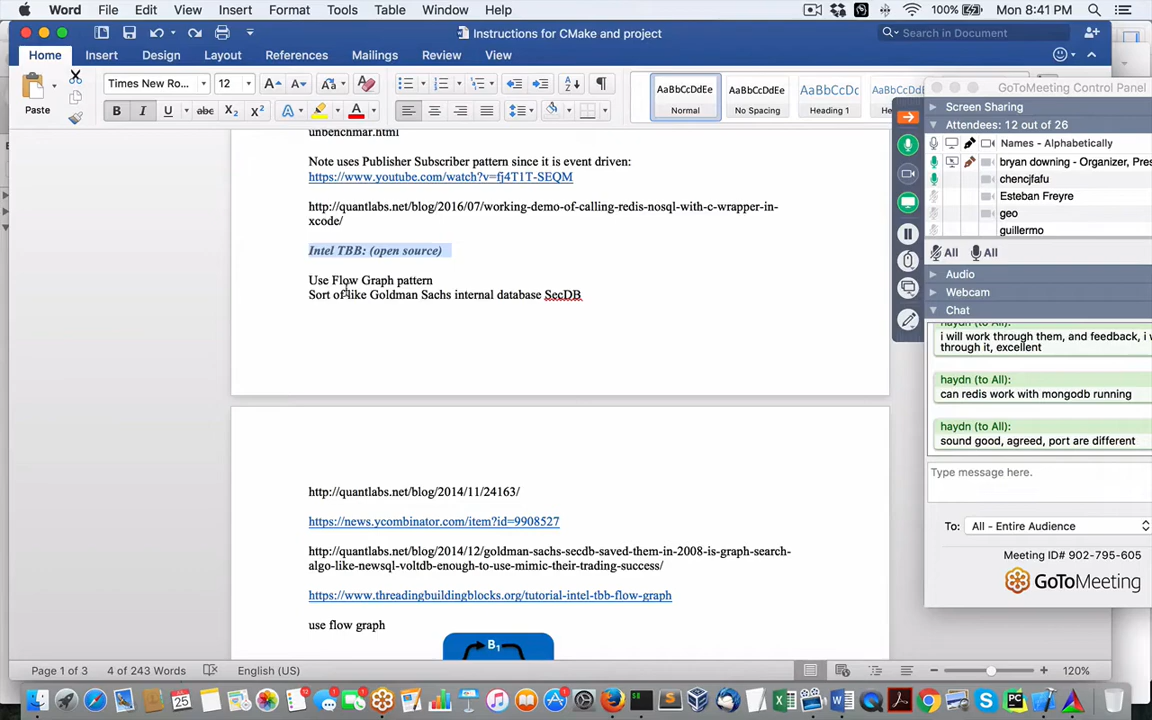 Word File Edit View Insert Format Tools Table Window Help 100% Mon 8:41 PM
Instructions for CMake and project
Search in Document
Home Insert Design Layout References Mailings Review View
Paste
Times New Ro... 12
B I U abc X2 X2 A A
AaBbCcDdEe
Normal
AaBbCcDdEe
No Spacing
AaBbCcDc
Heading 1
unbenchmar.html
Note uses Publisher Subscriber pattern since it is event driven:
https://www.youtube.com/watch?v=fj4T1T-SEQM
http://quantlabs.net/blog/2016/07/working-demo-of-calling-redis-nosql-with-c-wrapper-in-
xcode/
Intel TBB: (open source)
Use Flow Graph pattern
Sort of like Goldman Sachs internal database SecDB
http://quantlabs.net/blog/2014/11/24163/
https://news.ycombinator.com/item?id=9908527
http://quantlabs.net/blog/2014/12/goldman-sachs-secdb-saved-them-in-2008-is-graph-search-
algo-like-newsql-voltdb-enough-to-use-mimic-their-trading-success/
https://www.threadingbuildingblocks.org/tutorial-intel-tbb-flow-graph
use flow graph
B1
Page 1 of 3 4 of 243 Words English (US) 120%
GoToMeeting Control Panel
Screen Sharing
Attendees: 12 out of 26
Names - Alphabetically
bryan downing - Organizer, Pres
chencjfafu
Esteban Freyre
geo
guillermo
All All
Audio
Webcam
Chat
haydn (to All):
i will work through them, and feedback, i w
through it, excellent
haydn (to All):
can redis work with mongodb running
haydn (to All):
sound good, agreed, port are different
Type message here.
To: All - Entire Audience
Meeting ID# 902-795-605
GoToMeeting